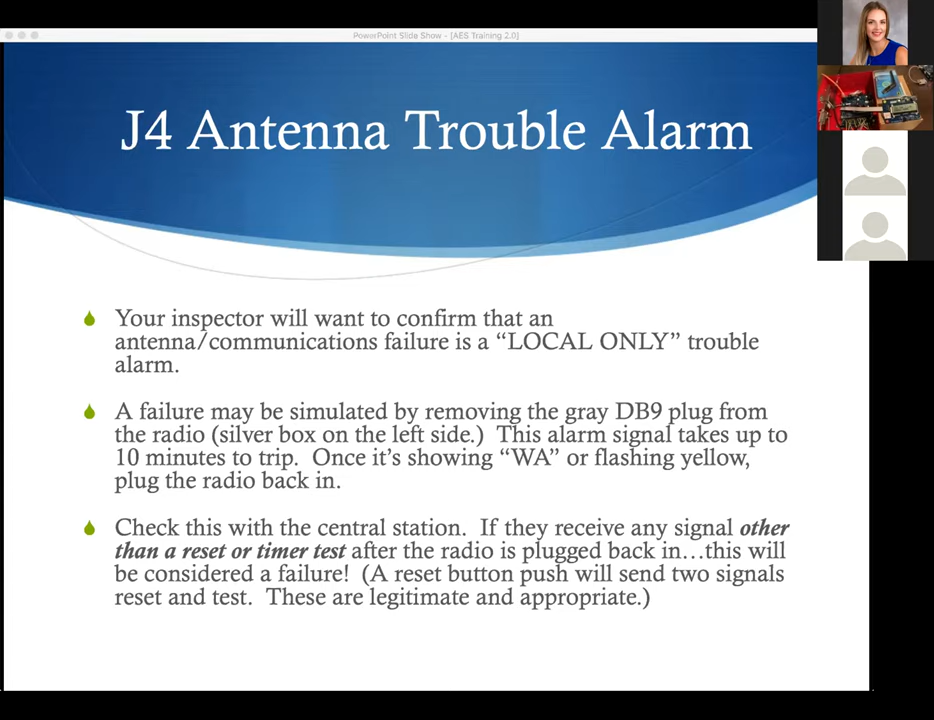 PowerPoint Slide Show - [AES Training 2.0]
J4 Antenna Trouble Alarm
Your inspector will want to confirm that an
antenna/communications failure is a “LOCAL ONLY” trouble
alarm.
A failure may be simulated by removing the gray DB9 plug from
the radio (silver box on the left side.)  This alarm signal takes up to
10 minutes to trip.  Once it’s showing “WA” or flashing yellow,
plug the radio back in.
Check this with the central station.  If they receive any signal other
than a reset or timer test after the radio is plugged back in…this will
be considered a failure!  (A reset button push will send two signals
reset and test.  These are legitimate and appropriate.)